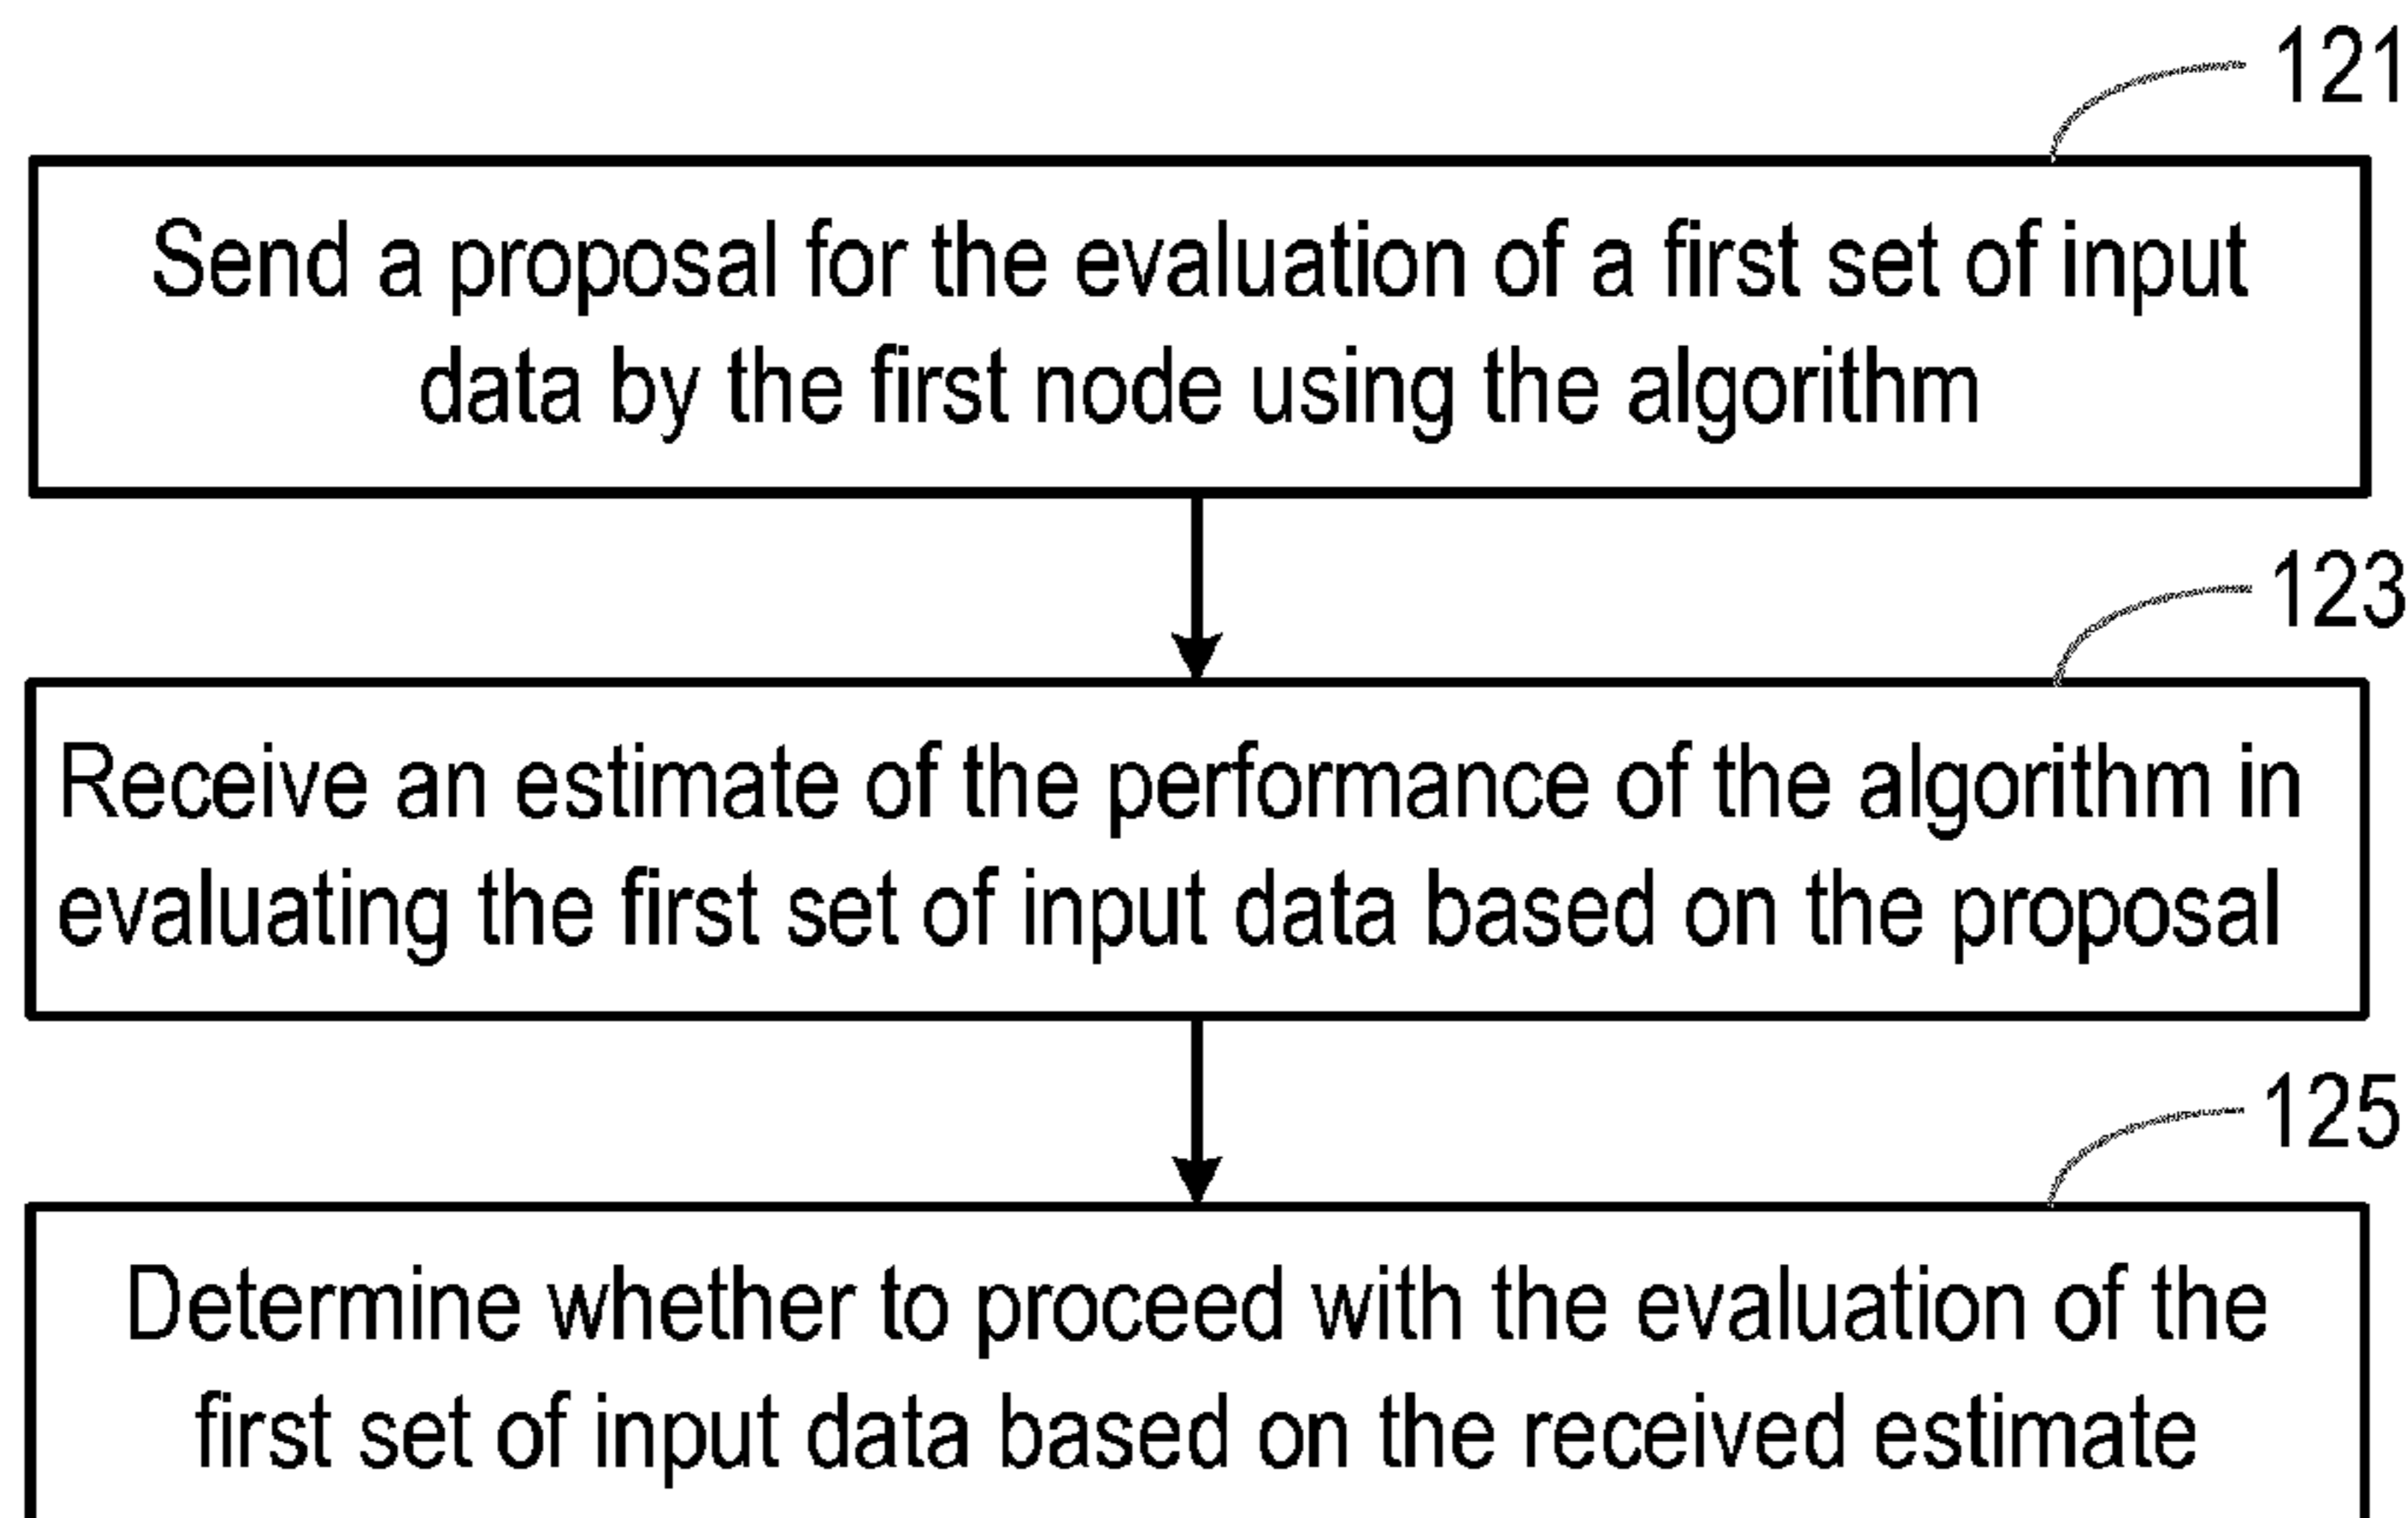 121
Send a proposal for the evaluation of a first set of input
data by the first node using the algorithm
123
Receive an estimate of the performance of the algorithm in
evaluating the first set of input data based on the proposal
125
Determine whether to proceed with the evaluation of the
first set of input data based on the received estimate